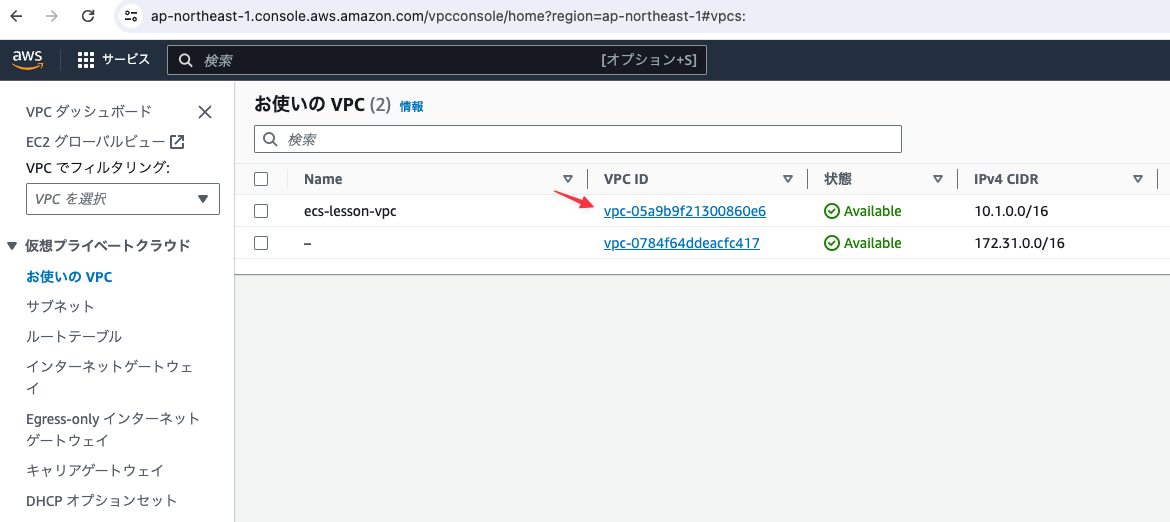 ap-northeast-1.console.aws.amazon.com/vpcconsole/home?region=ap-northeast-1#vpcs:
aws
サービス
検索
[オプション+S]
VPC ダッシュボード
EC2 グローバルビュー
VPC でフィルタリング:
VPC を選択
仮想プライベートクラウド
お使いの VPC
サブネット
ルートテーブル
インターネットゲートウェ
イ
Egress-only インターネット
ゲートウェイ
キャリアゲートウェイ
DHCP オプションセット
お使いの VPC (2) 情報
検索
Name VPC ID 状態 IPv4 CIDR
ecs-lesson-vpc vpc-05a9b9f21300860e6 Available 10.1.0.0/16
– vpc-0784f64ddeacfc417 Available 172.31.0.0/16